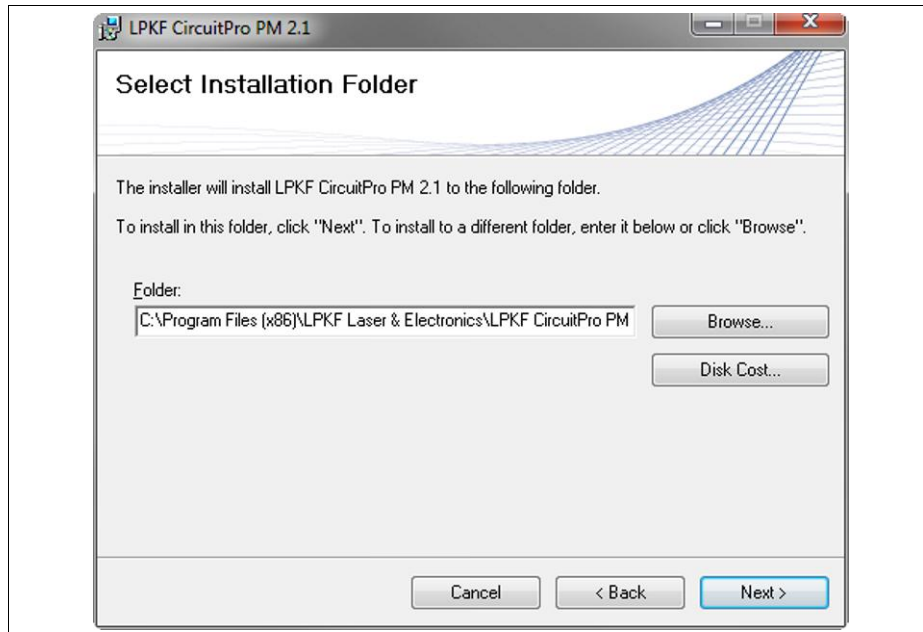 LPKF CircuitPro PM 2.1
Select Installation Folder
The installer will install LPKF CircuitPro PM 2.1 to the following folder.
To install in this folder, click "Next". To install to a different folder, enter it below or click "Browse".
Folder:
C:\Program Files (x86)\LPKF Laser & Electronics\LPKF CircuitPro PM
Browse...
Disk Cost...
Cancel
< Back
Next >